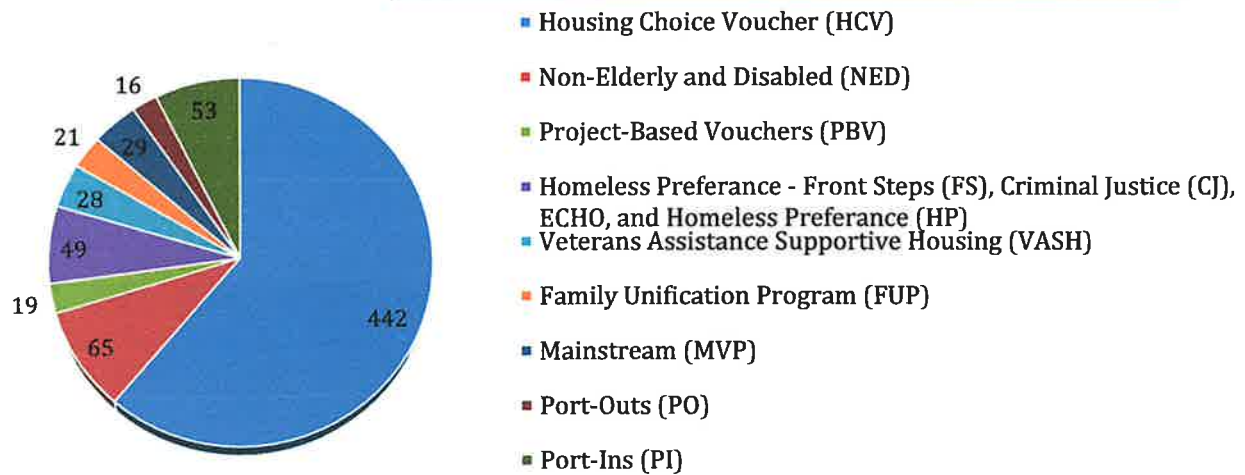 Housing Choice Voucher (HCV)
Non-Elderly and Disabled (NED)
Project-Based Vouchers (PBV)
Homeless Preferance - Front Steps (FS), Criminal Justice (CJ),
ECHO, and Homeless Preferance (HP)
Veterans Assistance Supportive Housing (VASH)
Family Unification Program (FUP)
Mainstream (MVP)
Port-Outs (PO)
Port-Ins (PI)
16
53
21
29
28
49
19
65
442